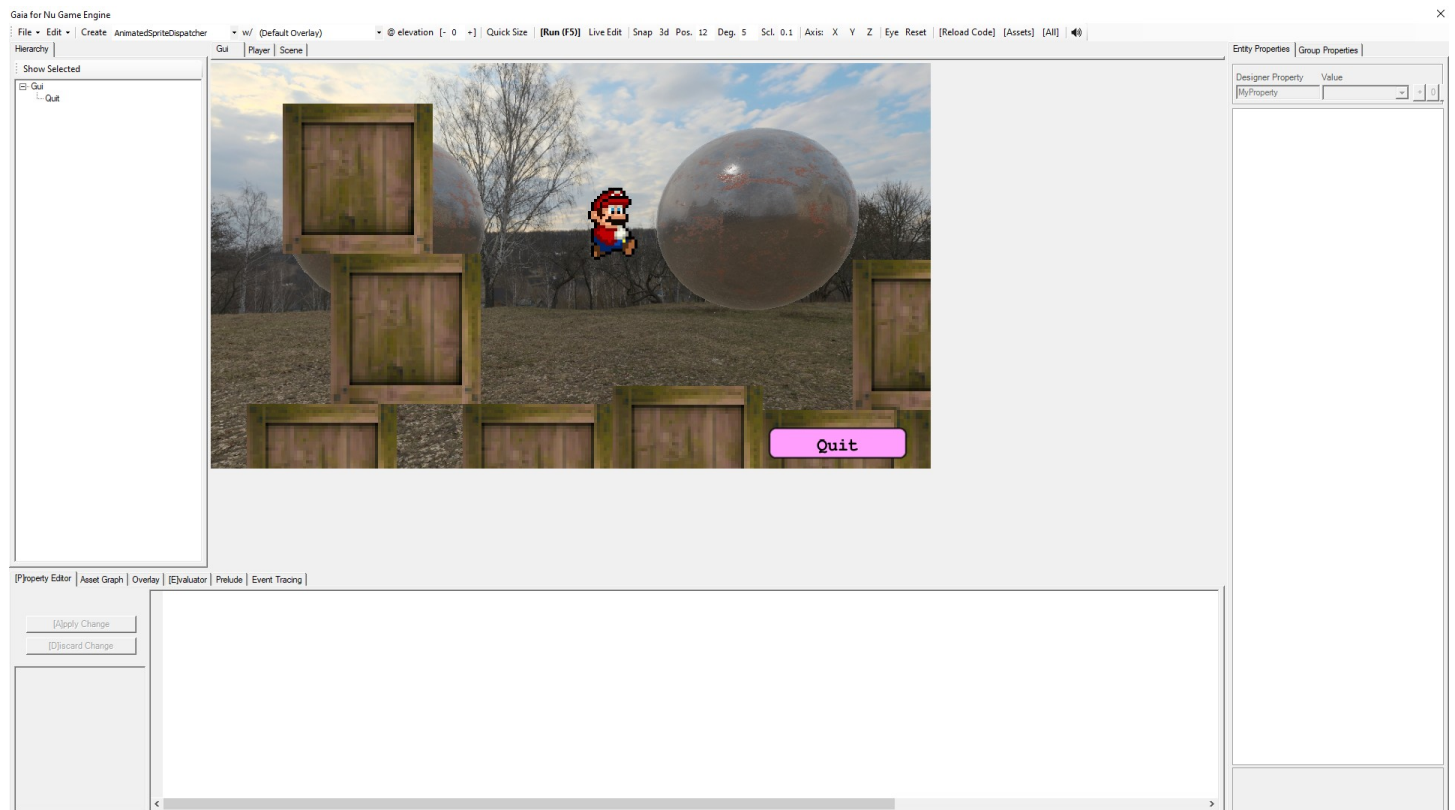 Gaia for Nu Game Engine
File Edit Create AnimatedSpriteDispatcher w/ (Default Overlay) @ elevation [- 0 +] Quick Size [Run (F5)] Live Edit Snap 3d Pos. 12 Deg. 5 Scl. 0.1 Axis: X Y Z Eye Reset [Reload Code] [Assets] [All]
Hierarchy
Gui Player Scene
Entity Properties Group Properties
Show Selected
Gui
Quit
Designer Property Value
MyProperty + 0
Quit
[P]roperty Editor Asset Graph Overlay [E]valuator Prelude Event Tracing
[A]pply Change
[D]iscard Change